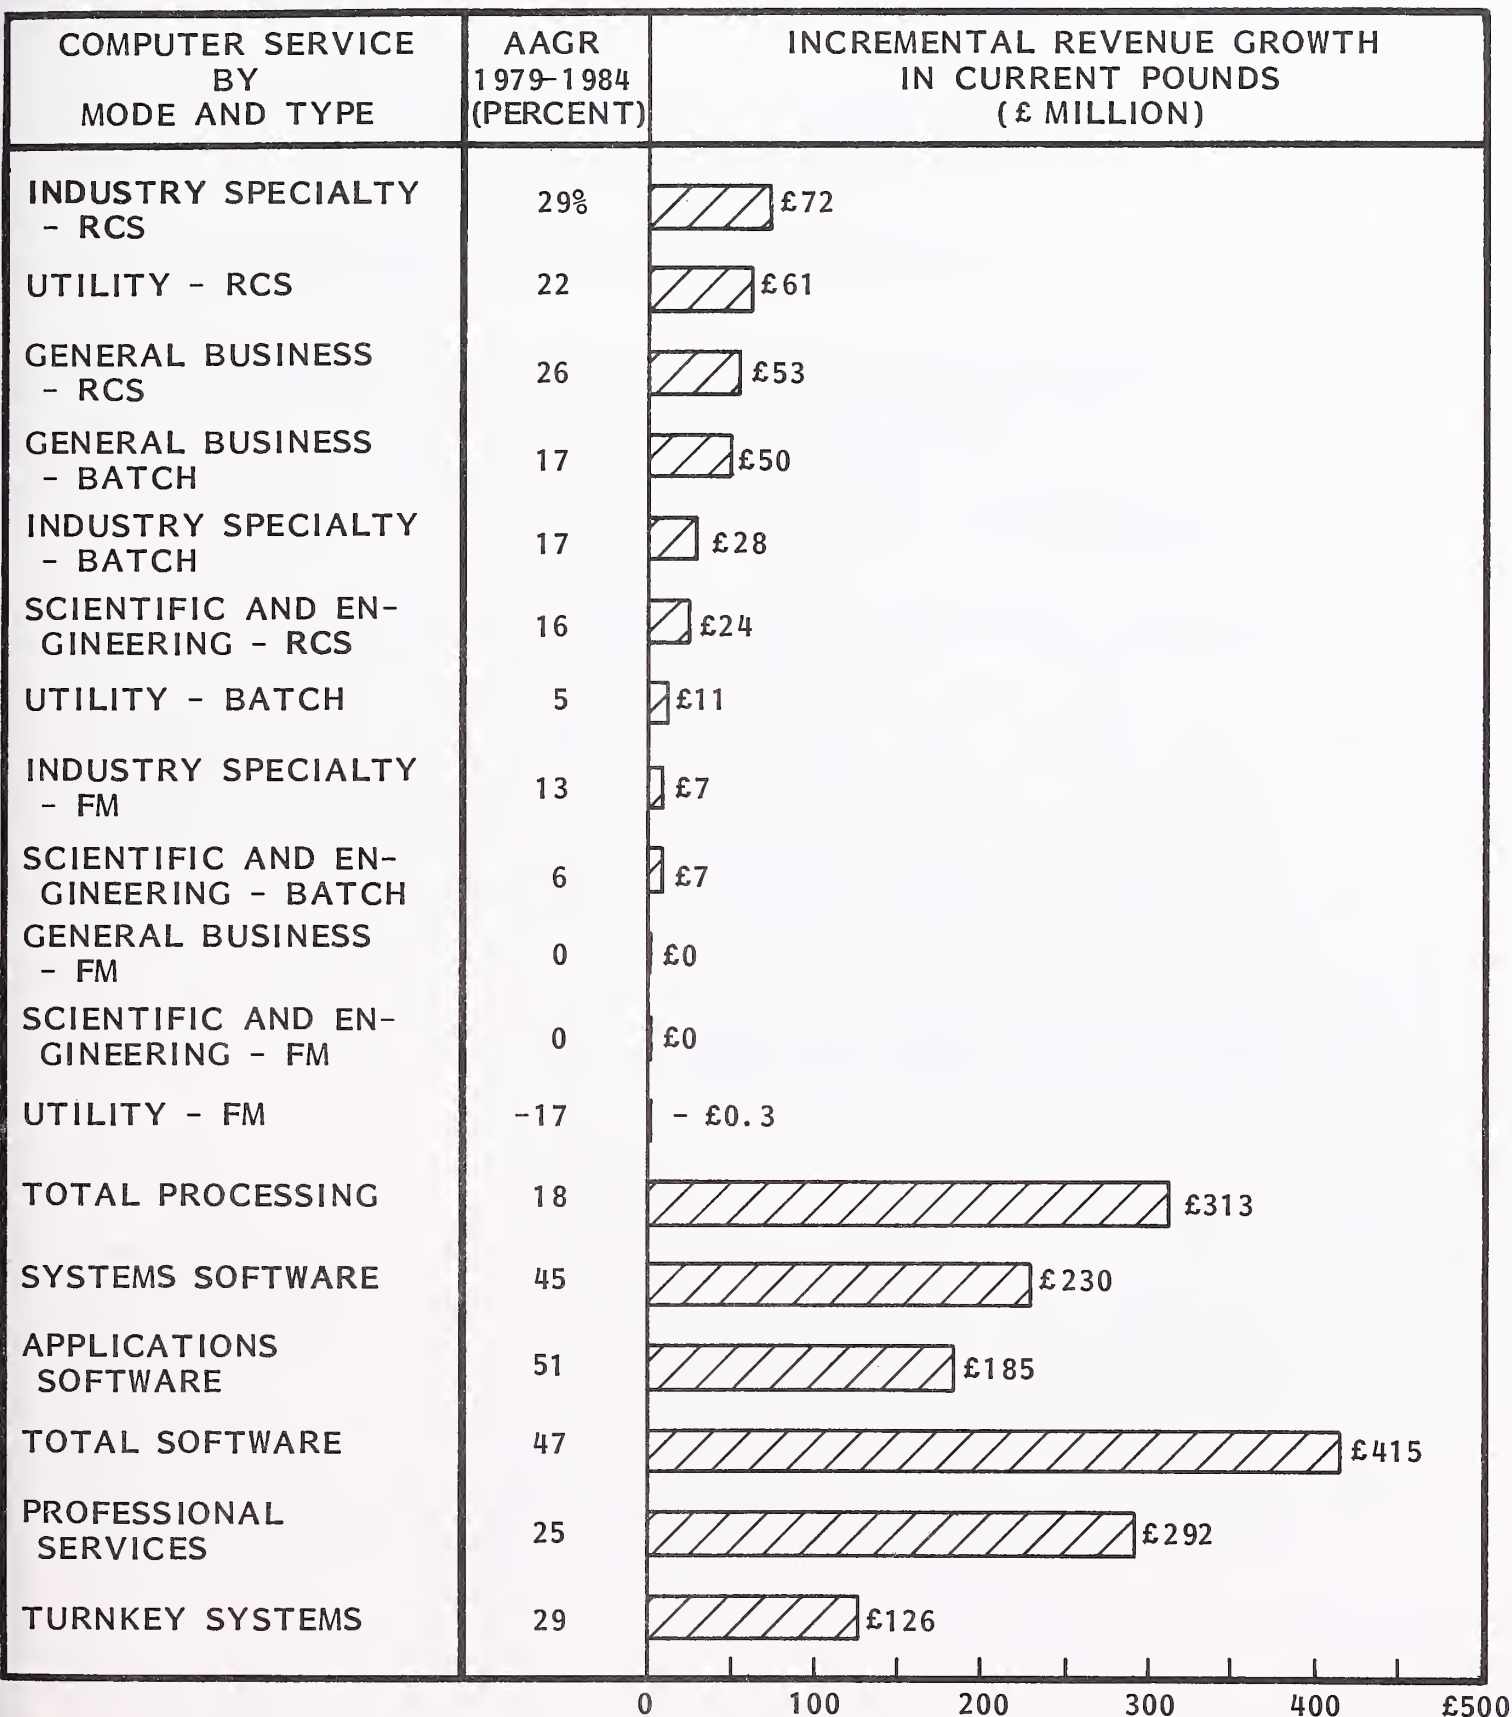 COMPUTER SERVICE
BY
MODE AND TYPE
AAGR
1979-1984
(PERCENT)
INCREMENTAL REVENUE GROWTH
IN CURRENT POUNDS
(£ MILLION)
INDUSTRY SPECIALTY
- RCS
29%
£72
UTILITY - RCS
22
£61
GENERAL BUSINESS
- RCS
26
£53
GENERAL BUSINESS
- BATCH
17
£50
INDUSTRY SPECIALTY
- BATCH
17
£28
SCIENTIFIC AND EN-
GINEERING - RCS
16
£24
UTILITY - BATCH
5
£11
INDUSTRY SPECIALTY
- FM
13
£7
SCIENTIFIC AND EN-
GINEERING - BATCH
6
£7
GENERAL BUSINESS
- FM
0
£0
SCIENTIFIC AND EN-
GINEERING - FM
0
£0
UTILITY - FM
-17
- £0.3
TOTAL PROCESSING
18
£313
SYSTEMS SOFTWARE
45
£230
APPLICATIONS
SOFTWARE
51
£185
TOTAL SOFTWARE
47
£415
PROFESSIONAL
SERVICES
25
£292
TURNKEY SYSTEMS
29
£126
0 100 200 300 400 £500